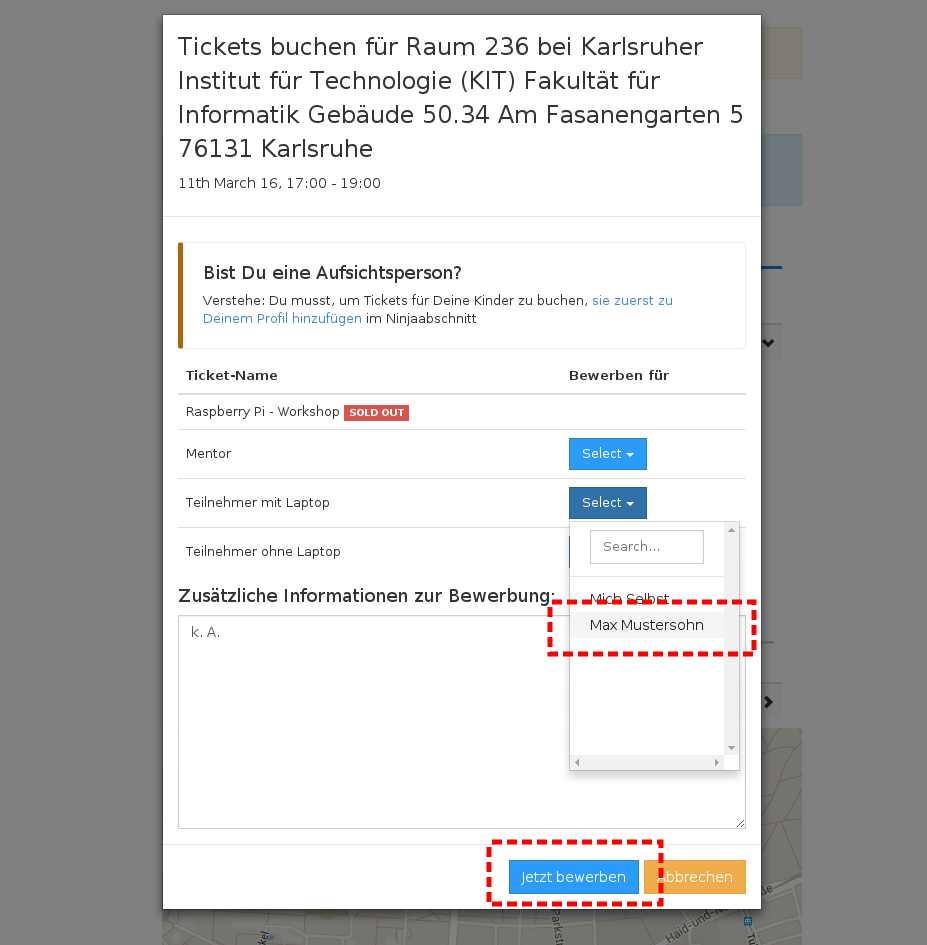 Tickets buchen für Raum 236 bei Karlsruher
Institut für Technologie (KIT) Fakultät für
Informatik Gebäude 50.34 Am Fasanengarten 5
76131 Karlsruhe
11th March 16, 17:00 - 19:00
Bist Du eine Aufsichtsperson?
Verstehe: Du musst, um Tickets für Deine Kinder zu buchen, sie zuerst zu
Deinem Profil hinzufügen im Ninjaabschnitt
Ticket-Name Bewerben für
Raspberry Pi - Workshop SOLD OUT
Mentor Select
Teilnehmer mit Laptop Select
Teilnehmer ohne Laptop
Search...
Mich Selbst
Max Mustersohn
Zusätzliche Informationen zur Bewerbung:
k. A.
Jetzt bewerben Abbrechen